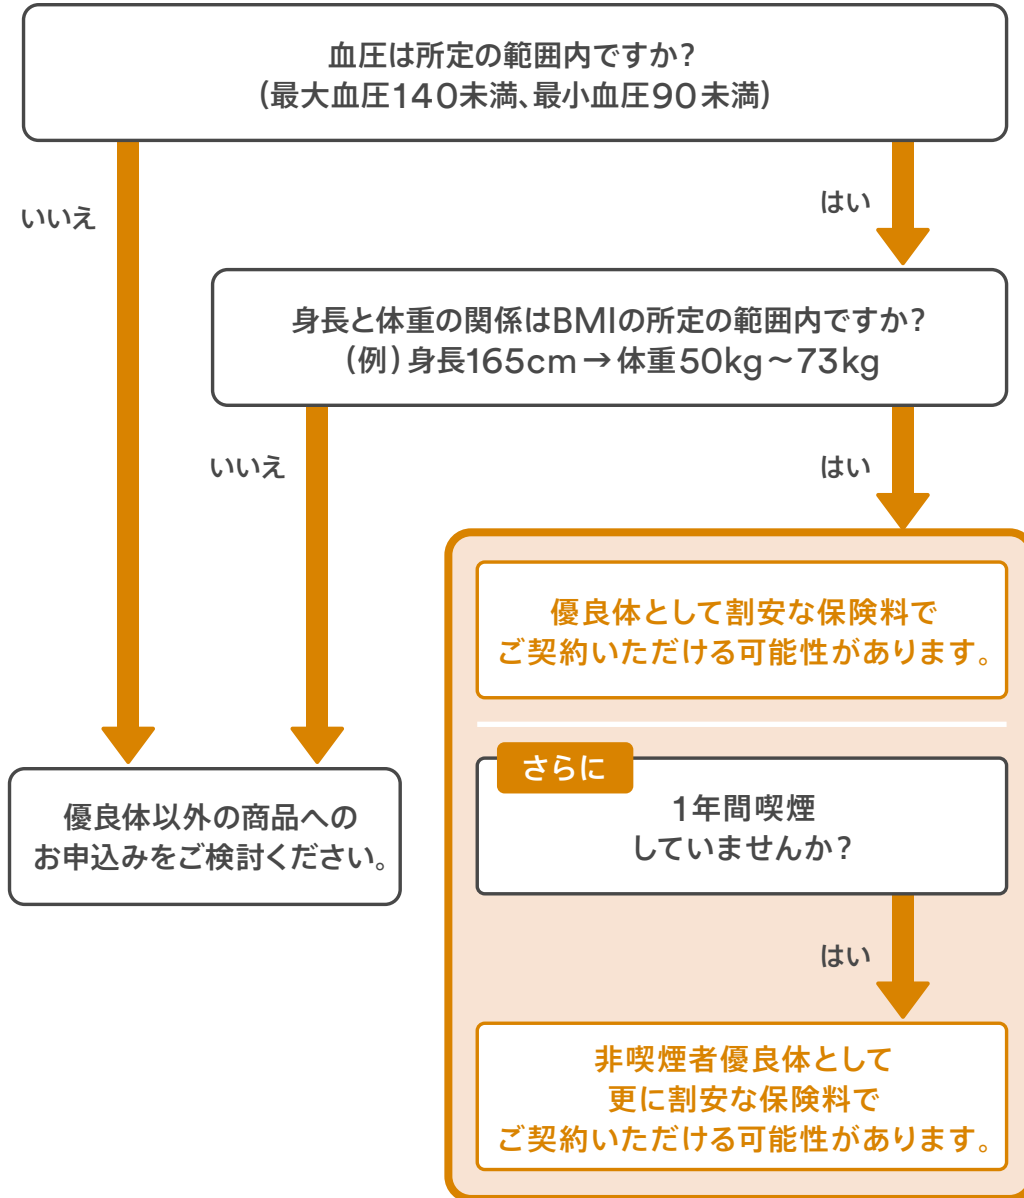 血圧は所定の範囲内ですか?
(最大血圧140未満、最小血圧90未満)
いいえ
はい
身長と体重の関係はBMIの所定の範囲内ですか?
(例)身長165cm→体重50kg～73kg
いいえ
はい
優良体として割安な保険料で
ご契約いただける可能性があります。
優良体以外の商品への
お申込みをご検討ください。
さらに
1年間喫煙
していませんか?
はい
非喫煙者優良体として
更に割安な保険料で
ご契約いただける可能性があります。